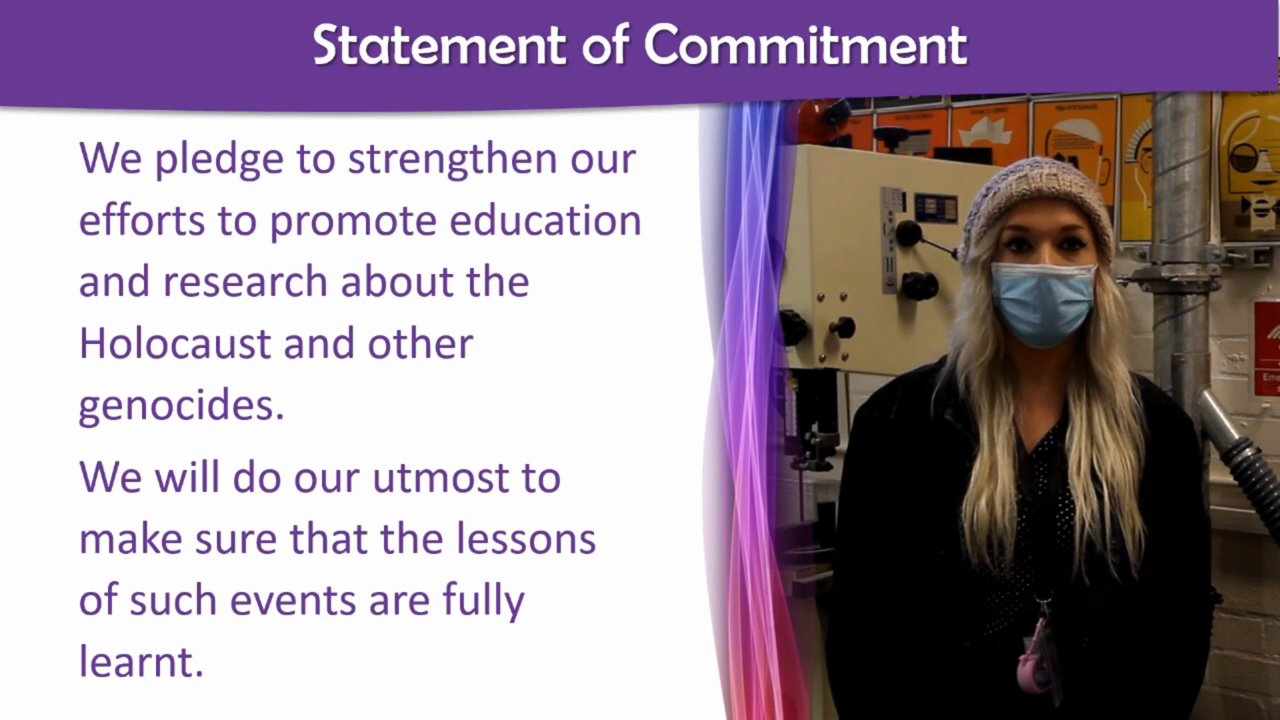 Statement of Commitment
We pledge to strengthen our
efforts to promote education
and research about the
Holocaust and other
genocides.
We will do our utmost to
make sure that the lessons
of such events are fully
learnt.